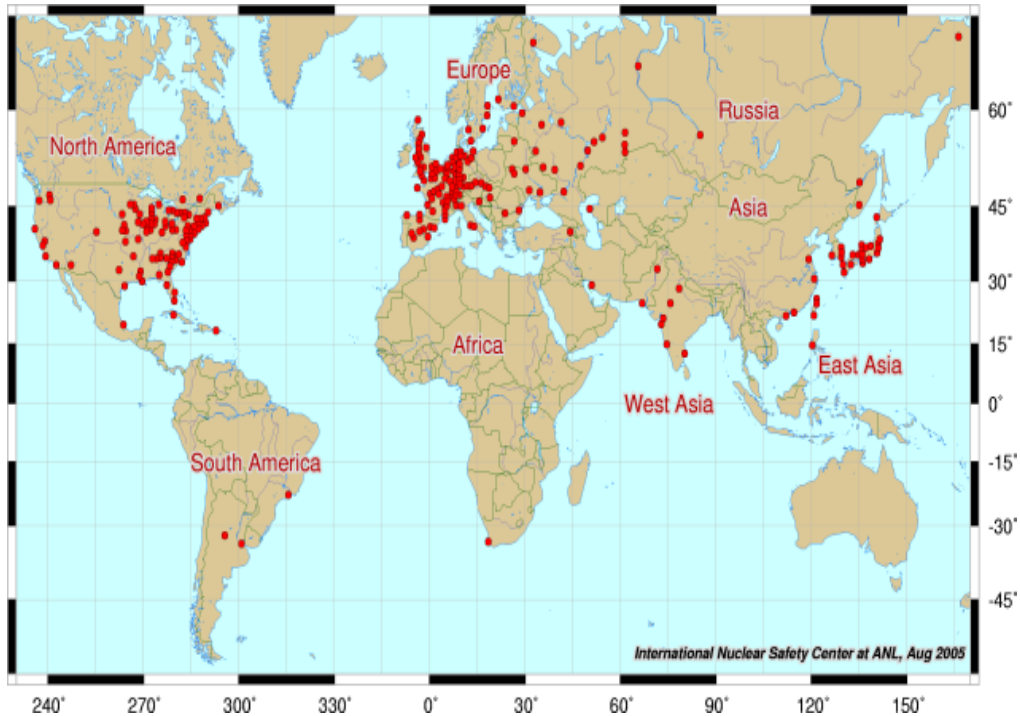 Europe
60°
Russia
North America
45°
Asia
30°
Africa
15°
East Asia
West Asia
0°
South America
-15°
-30°
-45°
International Nuclear Safety Center at ANL, Aug 2005
240° 270° 300° 330° 0° 30° 60° 90° 120° 150°